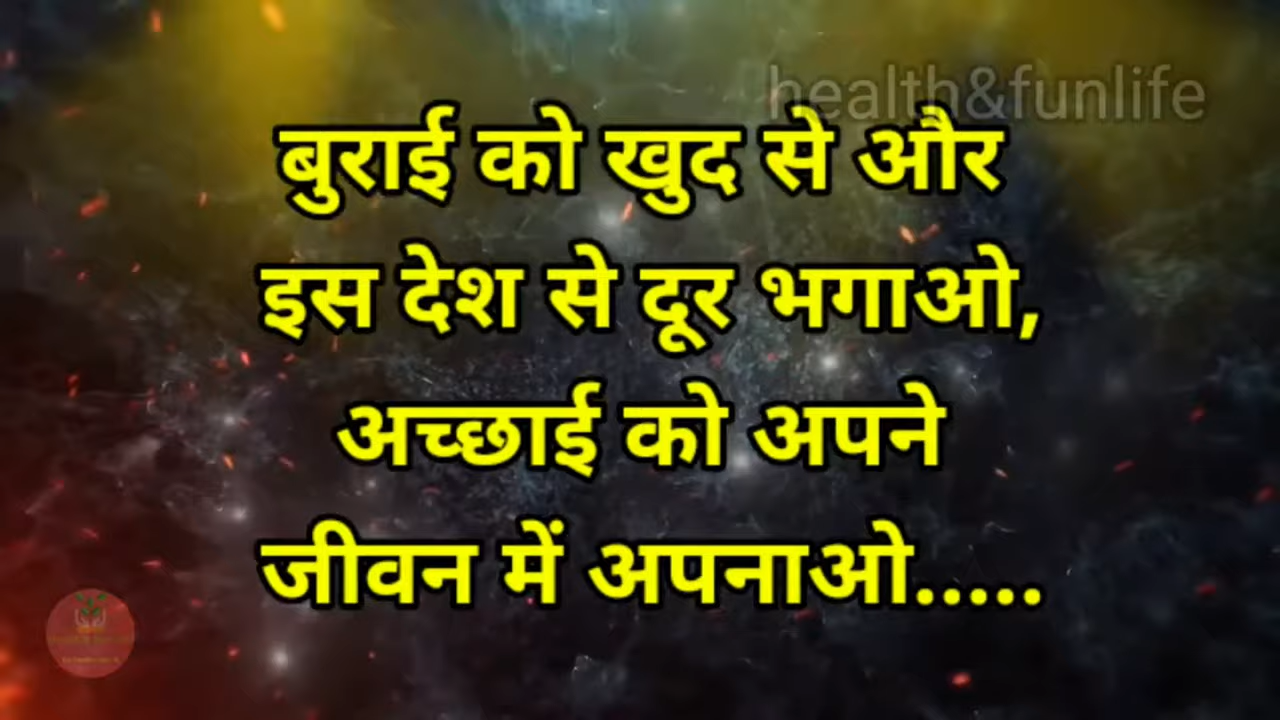 health&funlife
बुराई को खुद से और
इस देश से दूर भगाओ,
अच्छाई को अपने
जीवन में अपनाओ.....